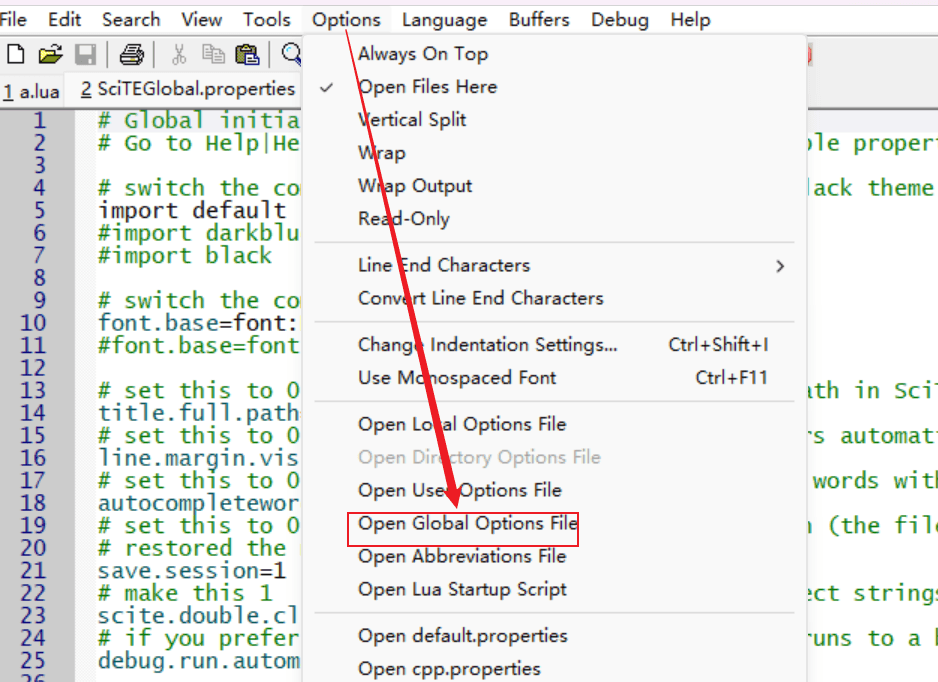 File Edit Search View Tools Options Language Buffers Debug Help
1 a.lua 2 SciTEGlobal.properties
Always On Top
Open Files Here
Vertical Split
Wrap
Wrap Output
Read-Only
Line End Characters
Convert Line End Characters
Change Indentation Settings... Ctrl+Shift+I
Use Monospaced Font Ctrl+F11
Open Local Options File
Open Directory Options File
Open User Options File
Open Global Options File
Open Abbreviations File
Open Lua Startup Script
Open default.properties
Open cpp.properties
1 # Global initia
2 # Go to Help|He ble proper
3
4 # switch the co lack theme
5 import default
6 #import darkblu
7 #import black
8
9 # switch the co
10 font.base=font:
11 #font.base=font
12
13 # set this to 0 ath in SciT
14 title.full.path
15 # set this to 0 rs automat
16 line.margin.vis
17 # set this to 0 words with
18 autocompletewor
19 # set this to 0 n (the file
20 # restored the
21 save.session=1
22 # make this 1 ect strings
23 scite.double.cl
24 # if you prefer runs to a
25 debug.run.autom